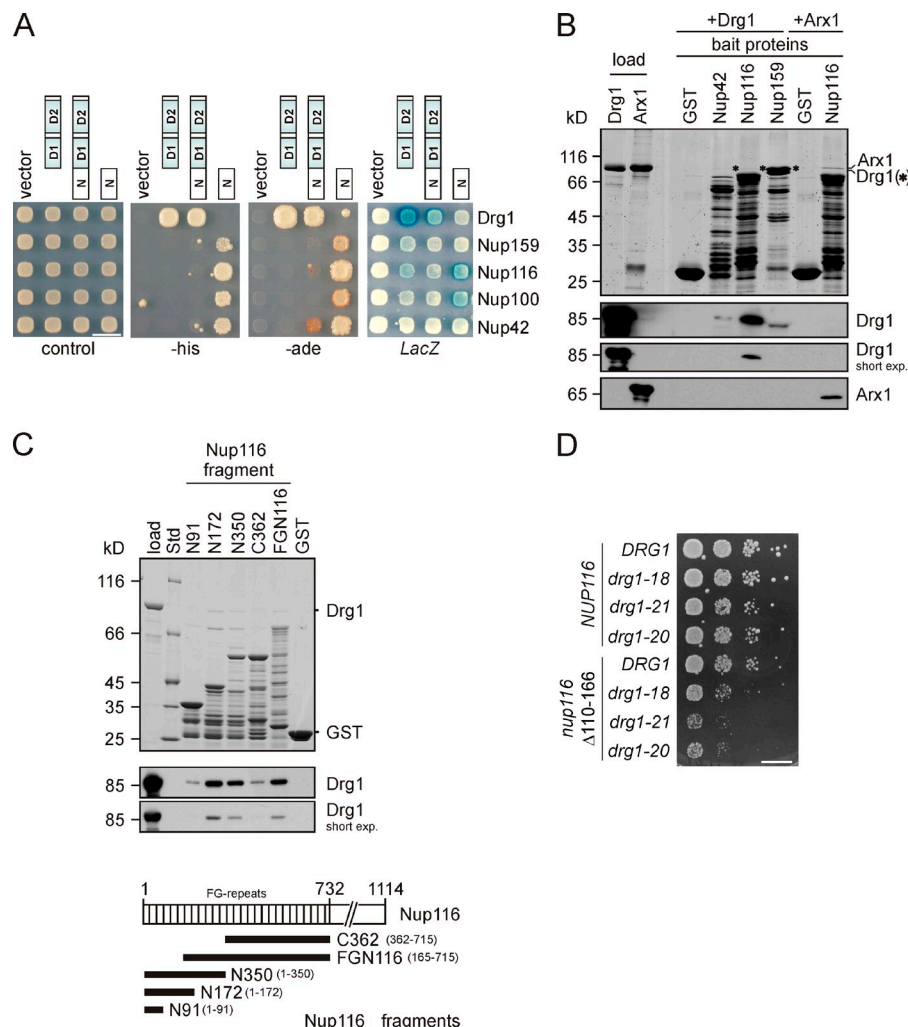 A
vector
D1 D2
N D1 D2
N
vector
D1 D2
N D1 D2
N
vector
D1 D2
N D1 D2
N
vector
D1 D2
N D1 D2
N
Drg1
Nup159
Nup116
Nup100
Nup42
control
-his
-ade
LacZ
B
+Drg1 +Arx1
bait proteins
load
Drg1 Arx1 GST Nup42 Nup116 Nup159 GST Nup116
kD
116
66
45
35
25
* * *
Arx1
Drg1(*)
85 Drg1
85 Drg1
short exp.
65 Arx1
C
Nup116
fragment
load Std N91 N172 N350 C362 FGN116 GST
kD
116
66
45
35
25
Drg1
GST
85 Drg1
85 Drg1
short exp.
1 FG-repeats 732 1114
Nup116
C362 (362-715)
FGN116 (165-715)
N350 (1-350)
N172 (1-172)
N91 (1-91)
Nup116 fragments
D
NUP116
DRG1
drg1-18
drg1-21
drg1-20
nup116
Δ110-166
DRG1
drg1-18
drg1-21
drg1-20